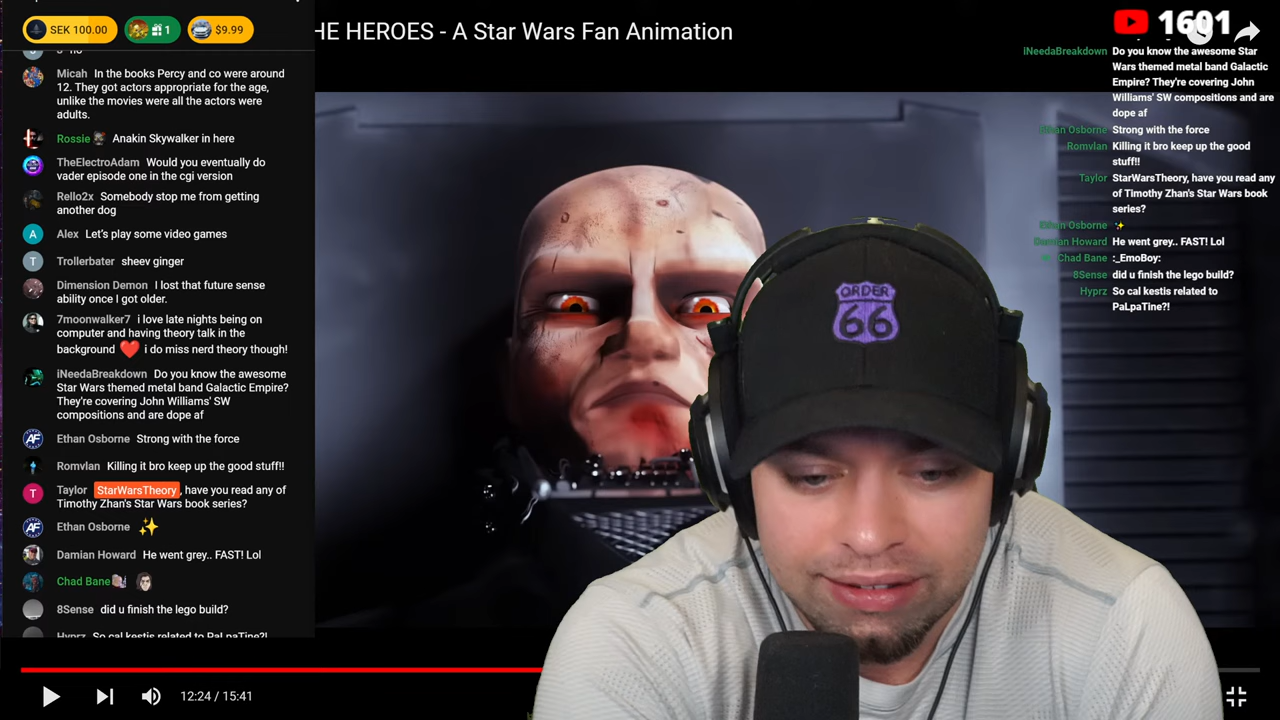 SEK 100.00
1
$9.99
HE HEROES - A Star Wars Fan Animation
1601
Micah In the books Percy and co were around
12. They got actors appropriate for the age,
unlike the movies were all the actors were
adults.
Rossie Anakin Skywalker in here
TheElectroAdam Would you eventually do
vader episode one in the cgi version
Rello2x Somebody stop me from getting
another dog
A
Alex Let's play some video games
T
Trollerbater sheev ginger
Dimension Demon I lost that future sense
ability once I got older.
7moonwalker7 i love late nights being on
computer and having theory talk in the
background ❤️ i do miss nerd theory though!
iNeedaBreakdown Do you know the awesome
Star Wars themed metal band Galactic Empire?
They're covering John Williams' SW
compositions and are dope af
AF
Ethan Osborne Strong with the force
Romvlan Killing it bro keep up the good stuff!!
T
Taylor StarWarsTheory, have you read any of
Timothy Zhan's Star Wars book series?
AF
Ethan Osborne ✨
Damian Howard He went grey.. FAST! Lol
Chad Bane
8Sense did u finish the lego build?
Hyprz So cal kestis related to PaLpaTine?!
iNeedaBreakdown Do you know the awesome Star
Wars themed metal band Galactic
Empire? They're covering John
Williams' SW compositions and are
dope af
Ethan Osborne Strong with the force
Romvlan Killing it bro keep up the good
stuff!!
Taylor StarWarsTheory, have you read any
of Timothy Zhan's Star Wars book
series?
Ethan Osborne ✨
Damian Howard He went grey.. FAST! Lol
Chad Bane :_EmoBoy:
8Sense did u finish the lego build?
Hyprz So cal kestis related to
PaLpaTine?!
ORDER
66
12:24 / 15:41